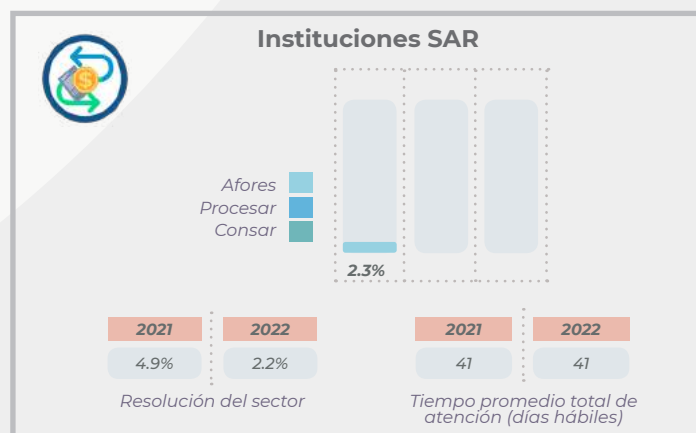 Instituciones SAR
Afores
Procesar
Consar
2.3%
2021
2022
4.9%
2.2%
Resolución del sector
2021
2022
41
41
Tiempo promedio total de
atención (días hábiles)